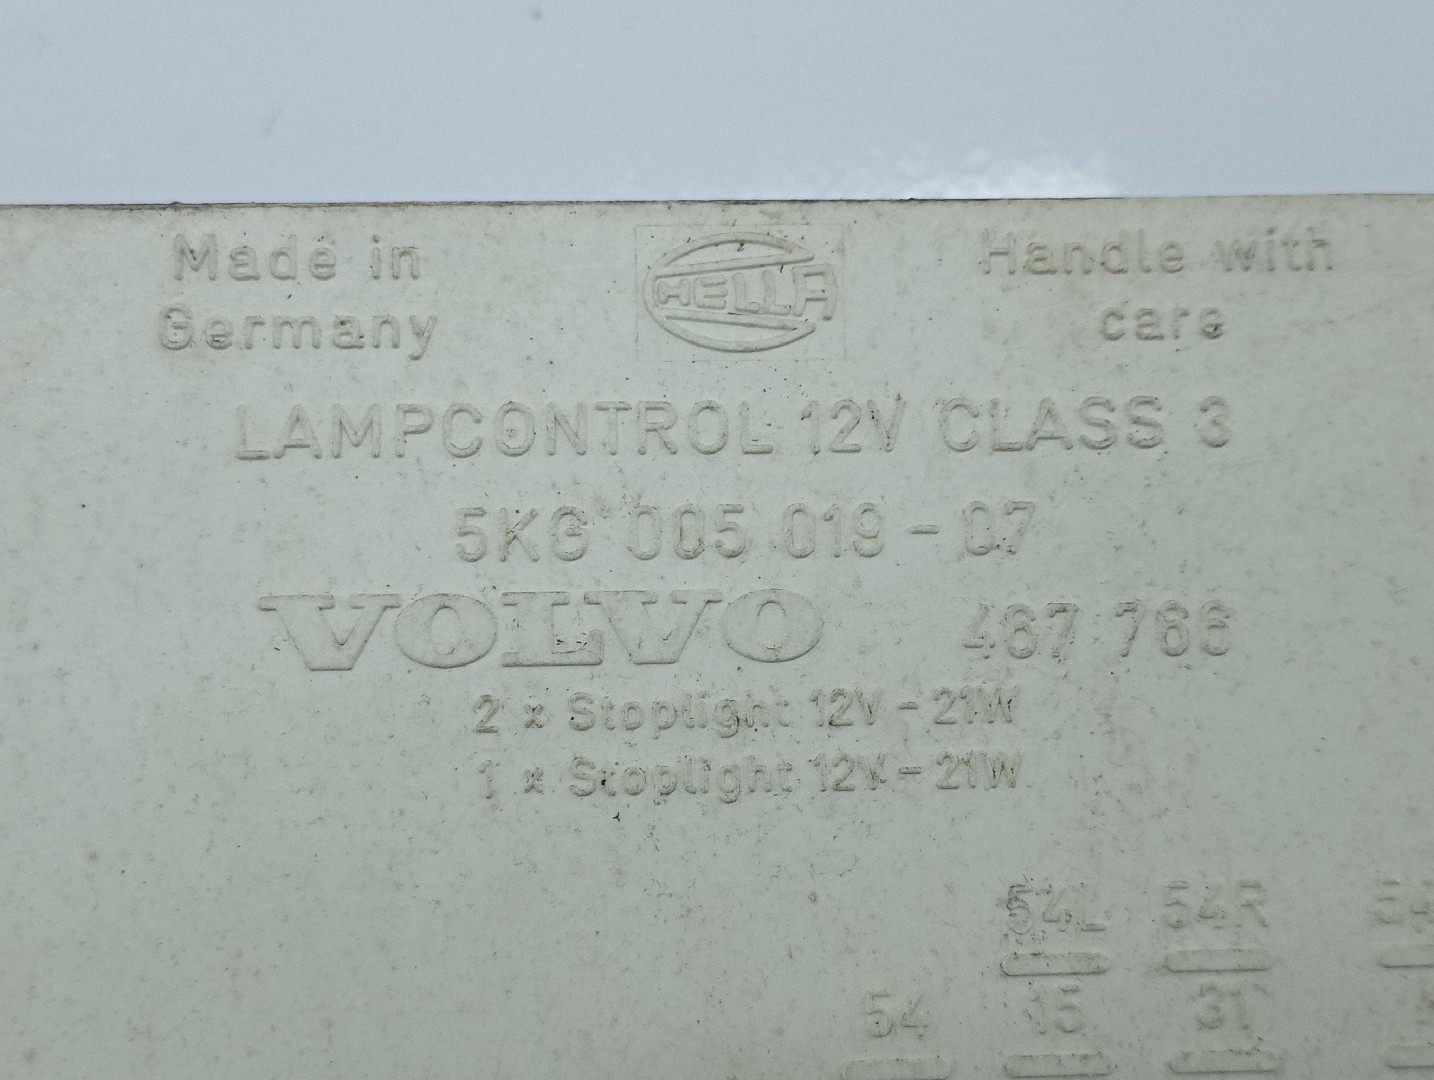 Made in
Germany
HELLA
Handle with
care
LAMPCONTROL 12V CLASS 3
5KG 005 019 - 07
VOLVO 467 766
2 x Stoplight 12V - 21W
1 x Stoplight 12V - 21W
54L 54R 54
54 15 31